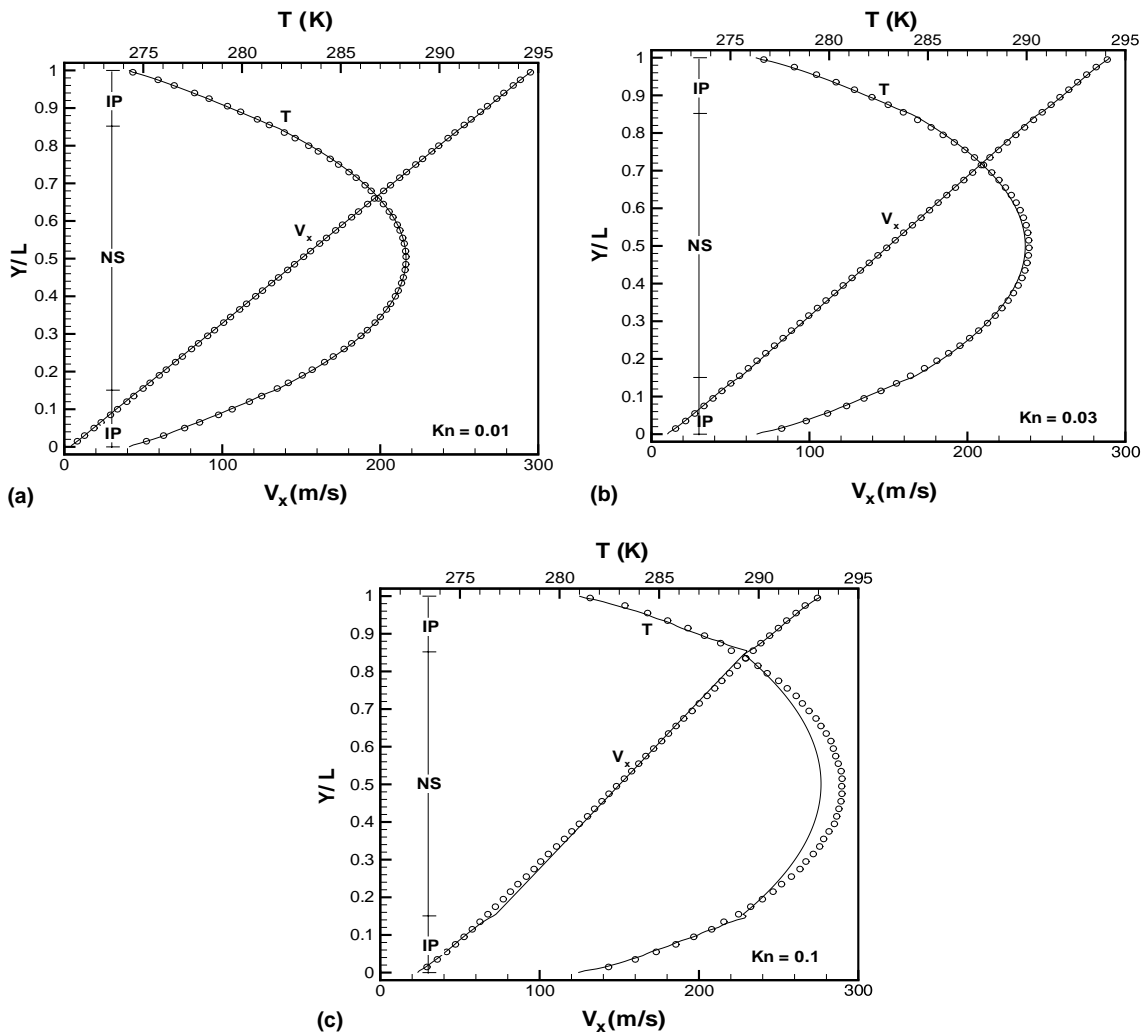 T (K)
275 280 285 290 295
1
0.9
0.8
0.7
0.6
0.5
0.4
0.3
0.2
0.1
0
Y/L
IP
NS
IP
T
Vx
Kn = 0.01
0 100 200 300
Vx(m/s)
(a)
T (K)
275 280 285 290 295
1
0.9
0.8
0.7
0.6
0.5
0.4
0.3
0.2
0.1
0
Y/L
IP
NS
IP
T
Vx
Kn = 0.03
0 100 200 300
Vx(m/s)
(b)
T (K)
275 280 285 290 295
1
0.9
0.8
0.7
0.6
0.5
0.4
0.3
0.2
0.1
0
Y/L
IP
NS
IP
T
Vx
Kn = 0.1
0 100 200 300
Vx(m/s)
(c)